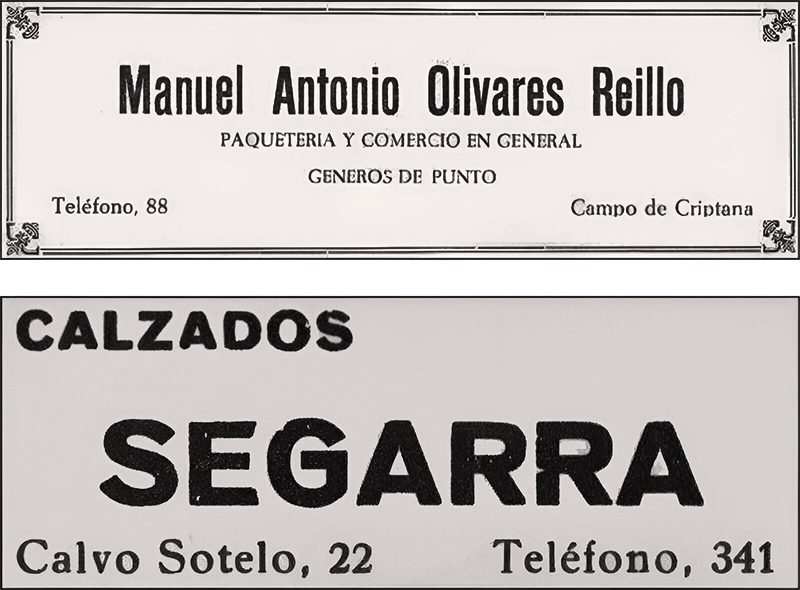 Manuel Antonio Olivares Reillo
PAQUETERIA Y COMERCIO EN GENERAL
GENEROS DE PUNTO
Teléfono, 88 Campo de Criptana
CALZADOS
SEGARRA
Calvo Sotelo, 22 Teléfono, 341